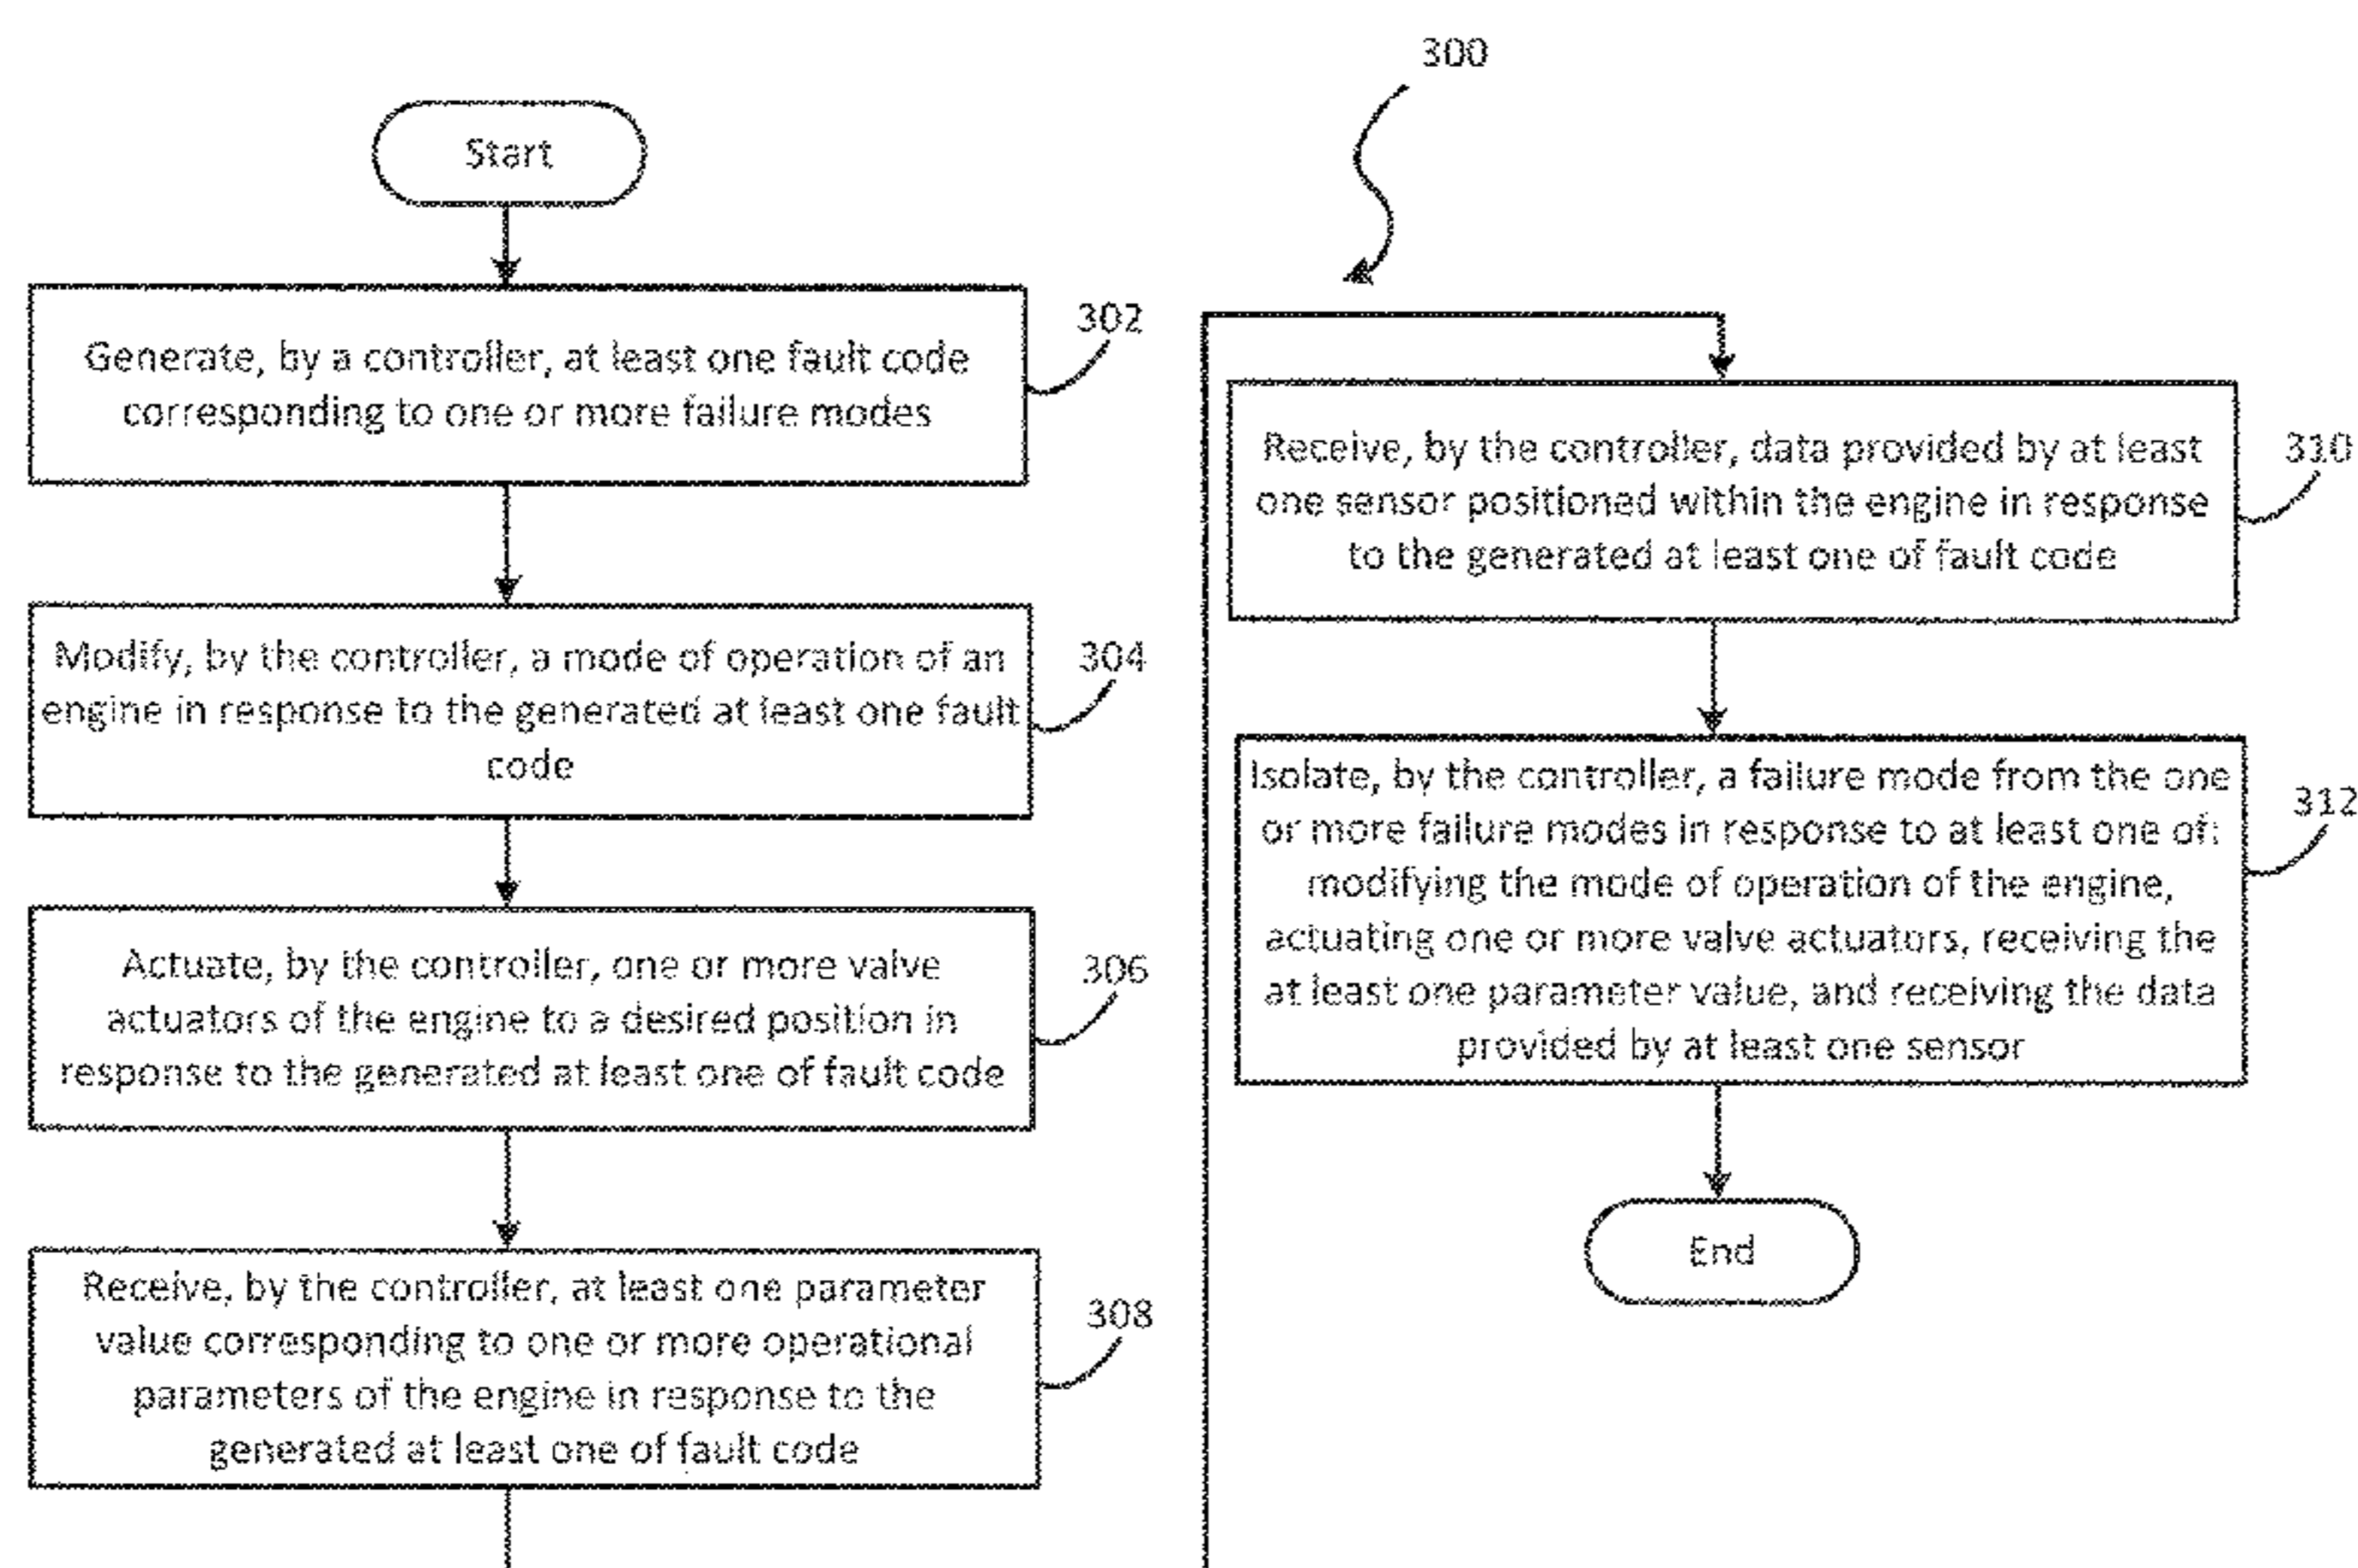 300
Start
Generate, by a controller, at least one fault code
corresponding to one or more failure modes
302
Modify, by the controller, a mode of operation of an
engine in response to the generated at least one fault
code
304
Actuate, by the controller, one or more valve
actuators of the engine to a desired position in
response to the generated at least one of fault code
306
Receive, by the controller, at least one parameter
value corresponding to one or more operational
parameters of the engine in response to the
generated at least one of fault code
308
Receive, by the controller, data provided by at least
one sensor positioned within the engine in response
to the generated at least one of fault code
310
Isolate, by the controller, a failure mode from the one
or more failure modes in response to at least one of:
modifying the mode of operation of the engine,
actuating one or more valve actuators, receiving the
at least one parameter value, and receiving the data
provided by at least one sensor
312
End